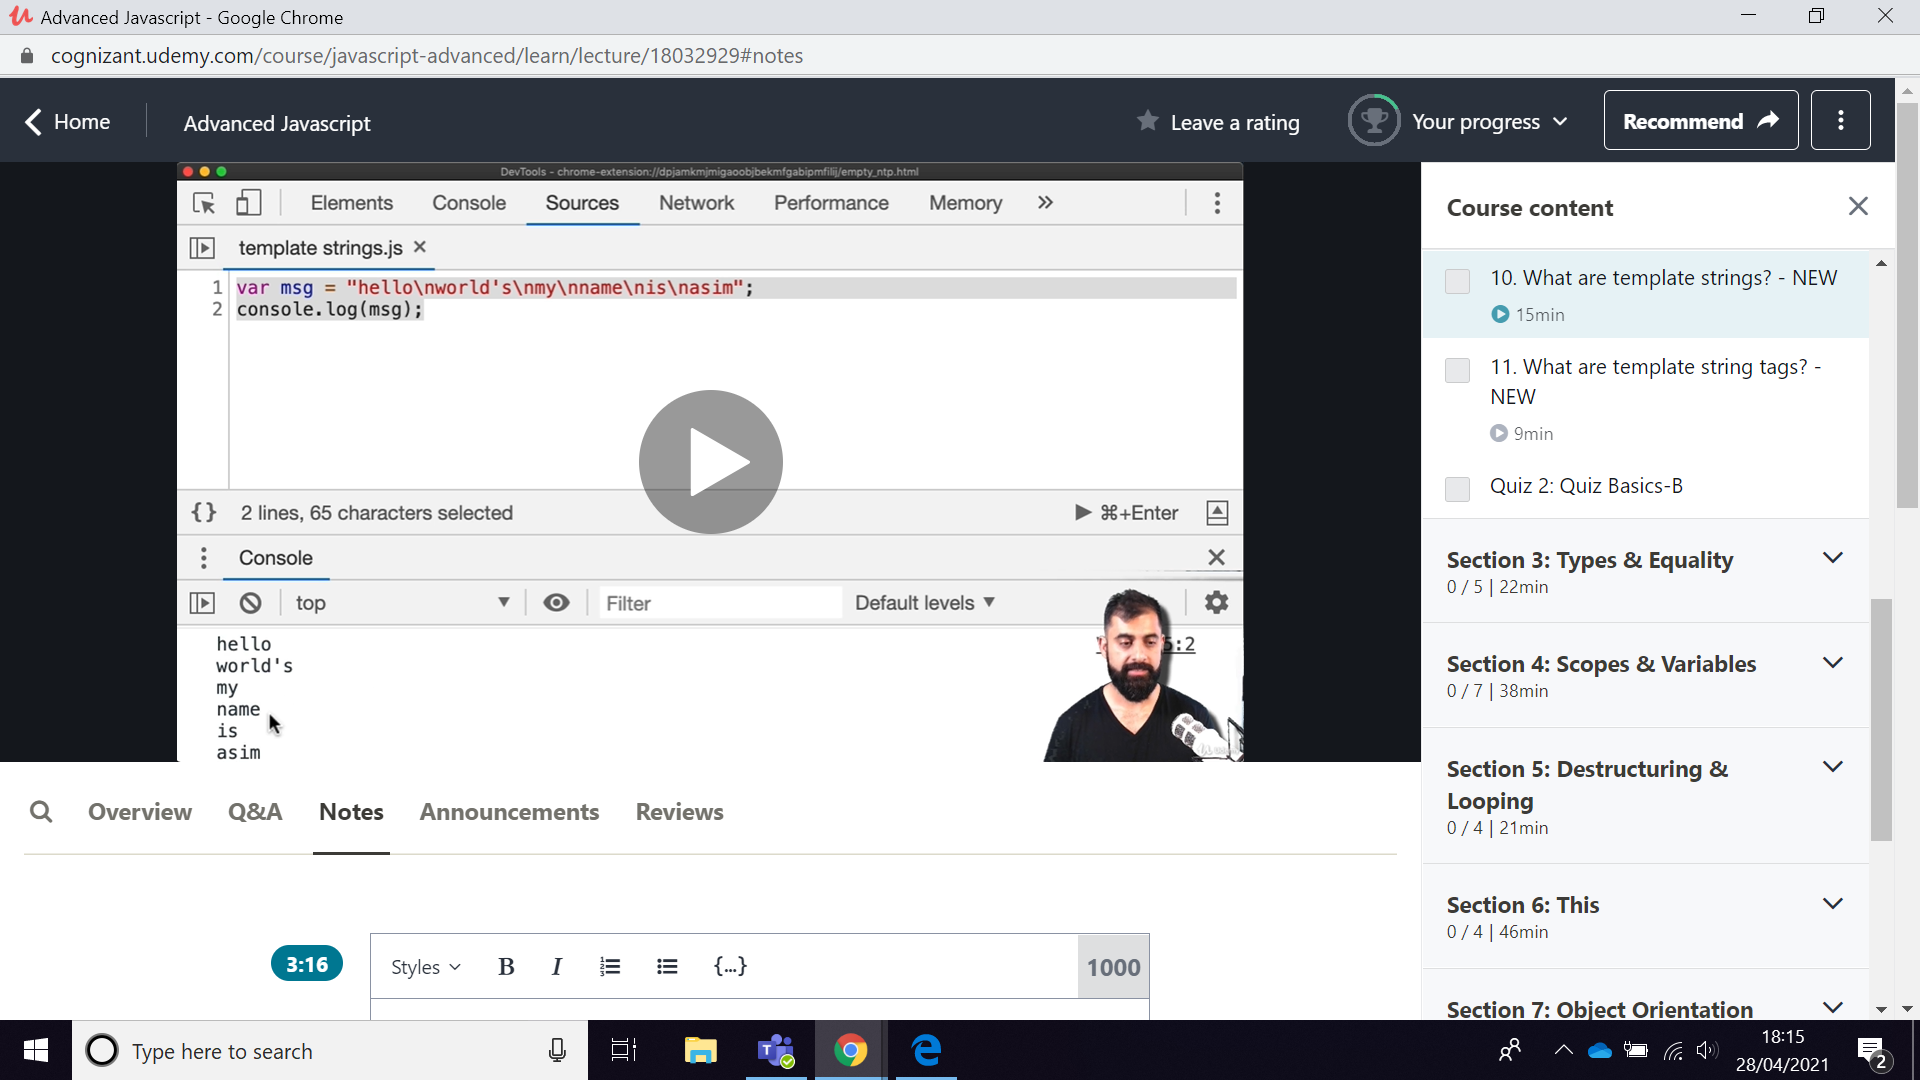 Advanced Javascript - Google Chrome
cognizant.udemy.com/course/javascript-advanced/learn/lecture/18032929#notes
Home
Advanced Javascript
Leave a rating
Your progress
Recommend
DevTools - chrome-extension://dpjamkmjmigaoobjbekmfgabipmfilij/empty_ntp.html
Elements Console Sources Network Performance Memory »
template strings.js ×
1 var msg = "hello\nworld's\nmy\nname\nis\nasim";
2 console.log(msg);
{} 2 lines, 65 characters selected
⌘+Enter
Console
top
Filter
Default levels
hello
5:2
world's
my
name
is
asim
Course content
10. What are template strings? - NEW
15min
11. What are template string tags? -
NEW
9min
Quiz 2: Quiz Basics-B
Section 3: Types & Equality
0 / 5 | 22min
Section 4: Scopes & Variables
0 / 7 | 38min
Section 5: Destructuring &
Looping
0 / 4 | 21min
Section 6: This
0 / 4 | 46min
Section 7: Object Orientation
Overview Q&A Notes Announcements Reviews
3:16
Styles B I {...} 1000
Type here to search
18:15
28/04/2021
2